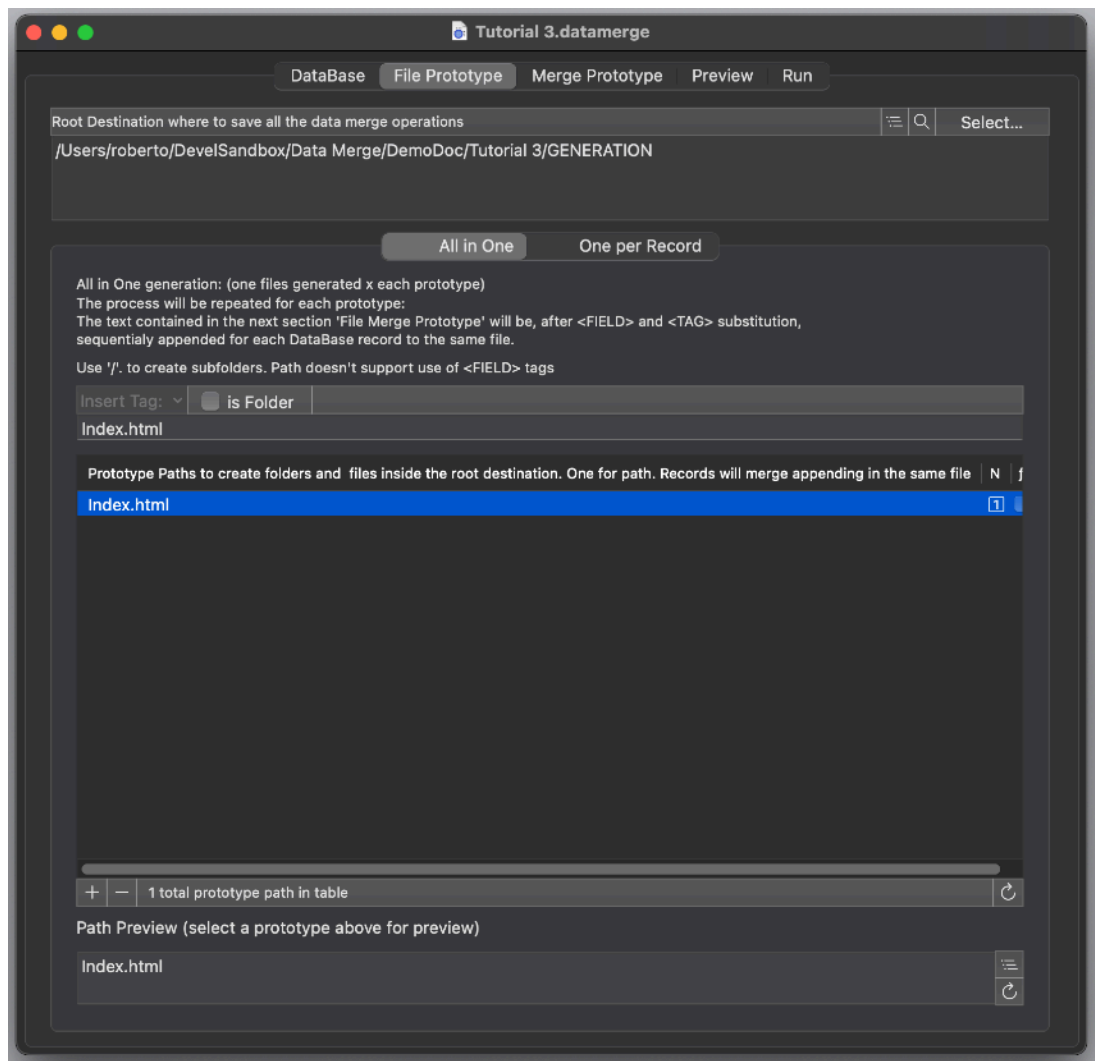 Tutorial 3.datamerge
DataBase File Prototype Merge Prototype Preview Run
Root Destination where to save all the data merge operations Select...
/Users/roberto/DevelSandbox/Data Merge/DemoDoc/Tutorial 3/GENERATION
All in One One per Record
All in One generation: (one files generated x each prototype)
The process will be repeated for each prototype:
The text contained in the next section 'File Merge Prototype' will be, after <FIELD> and <TAG> substitution,
sequentialy appended for each DataBase record to the same file.
Use '/'. to create subfolders. Path doesn't support use of <FIELD> tags
Insert Tag: is Folder
Index.html
Prototype Paths to create folders and files inside the root destination. One for path. Records will merge appending in the same file N f
Index.html 1
+ − 1 total prototype path in table
Path Preview (select a prototype above for preview)
Index.html